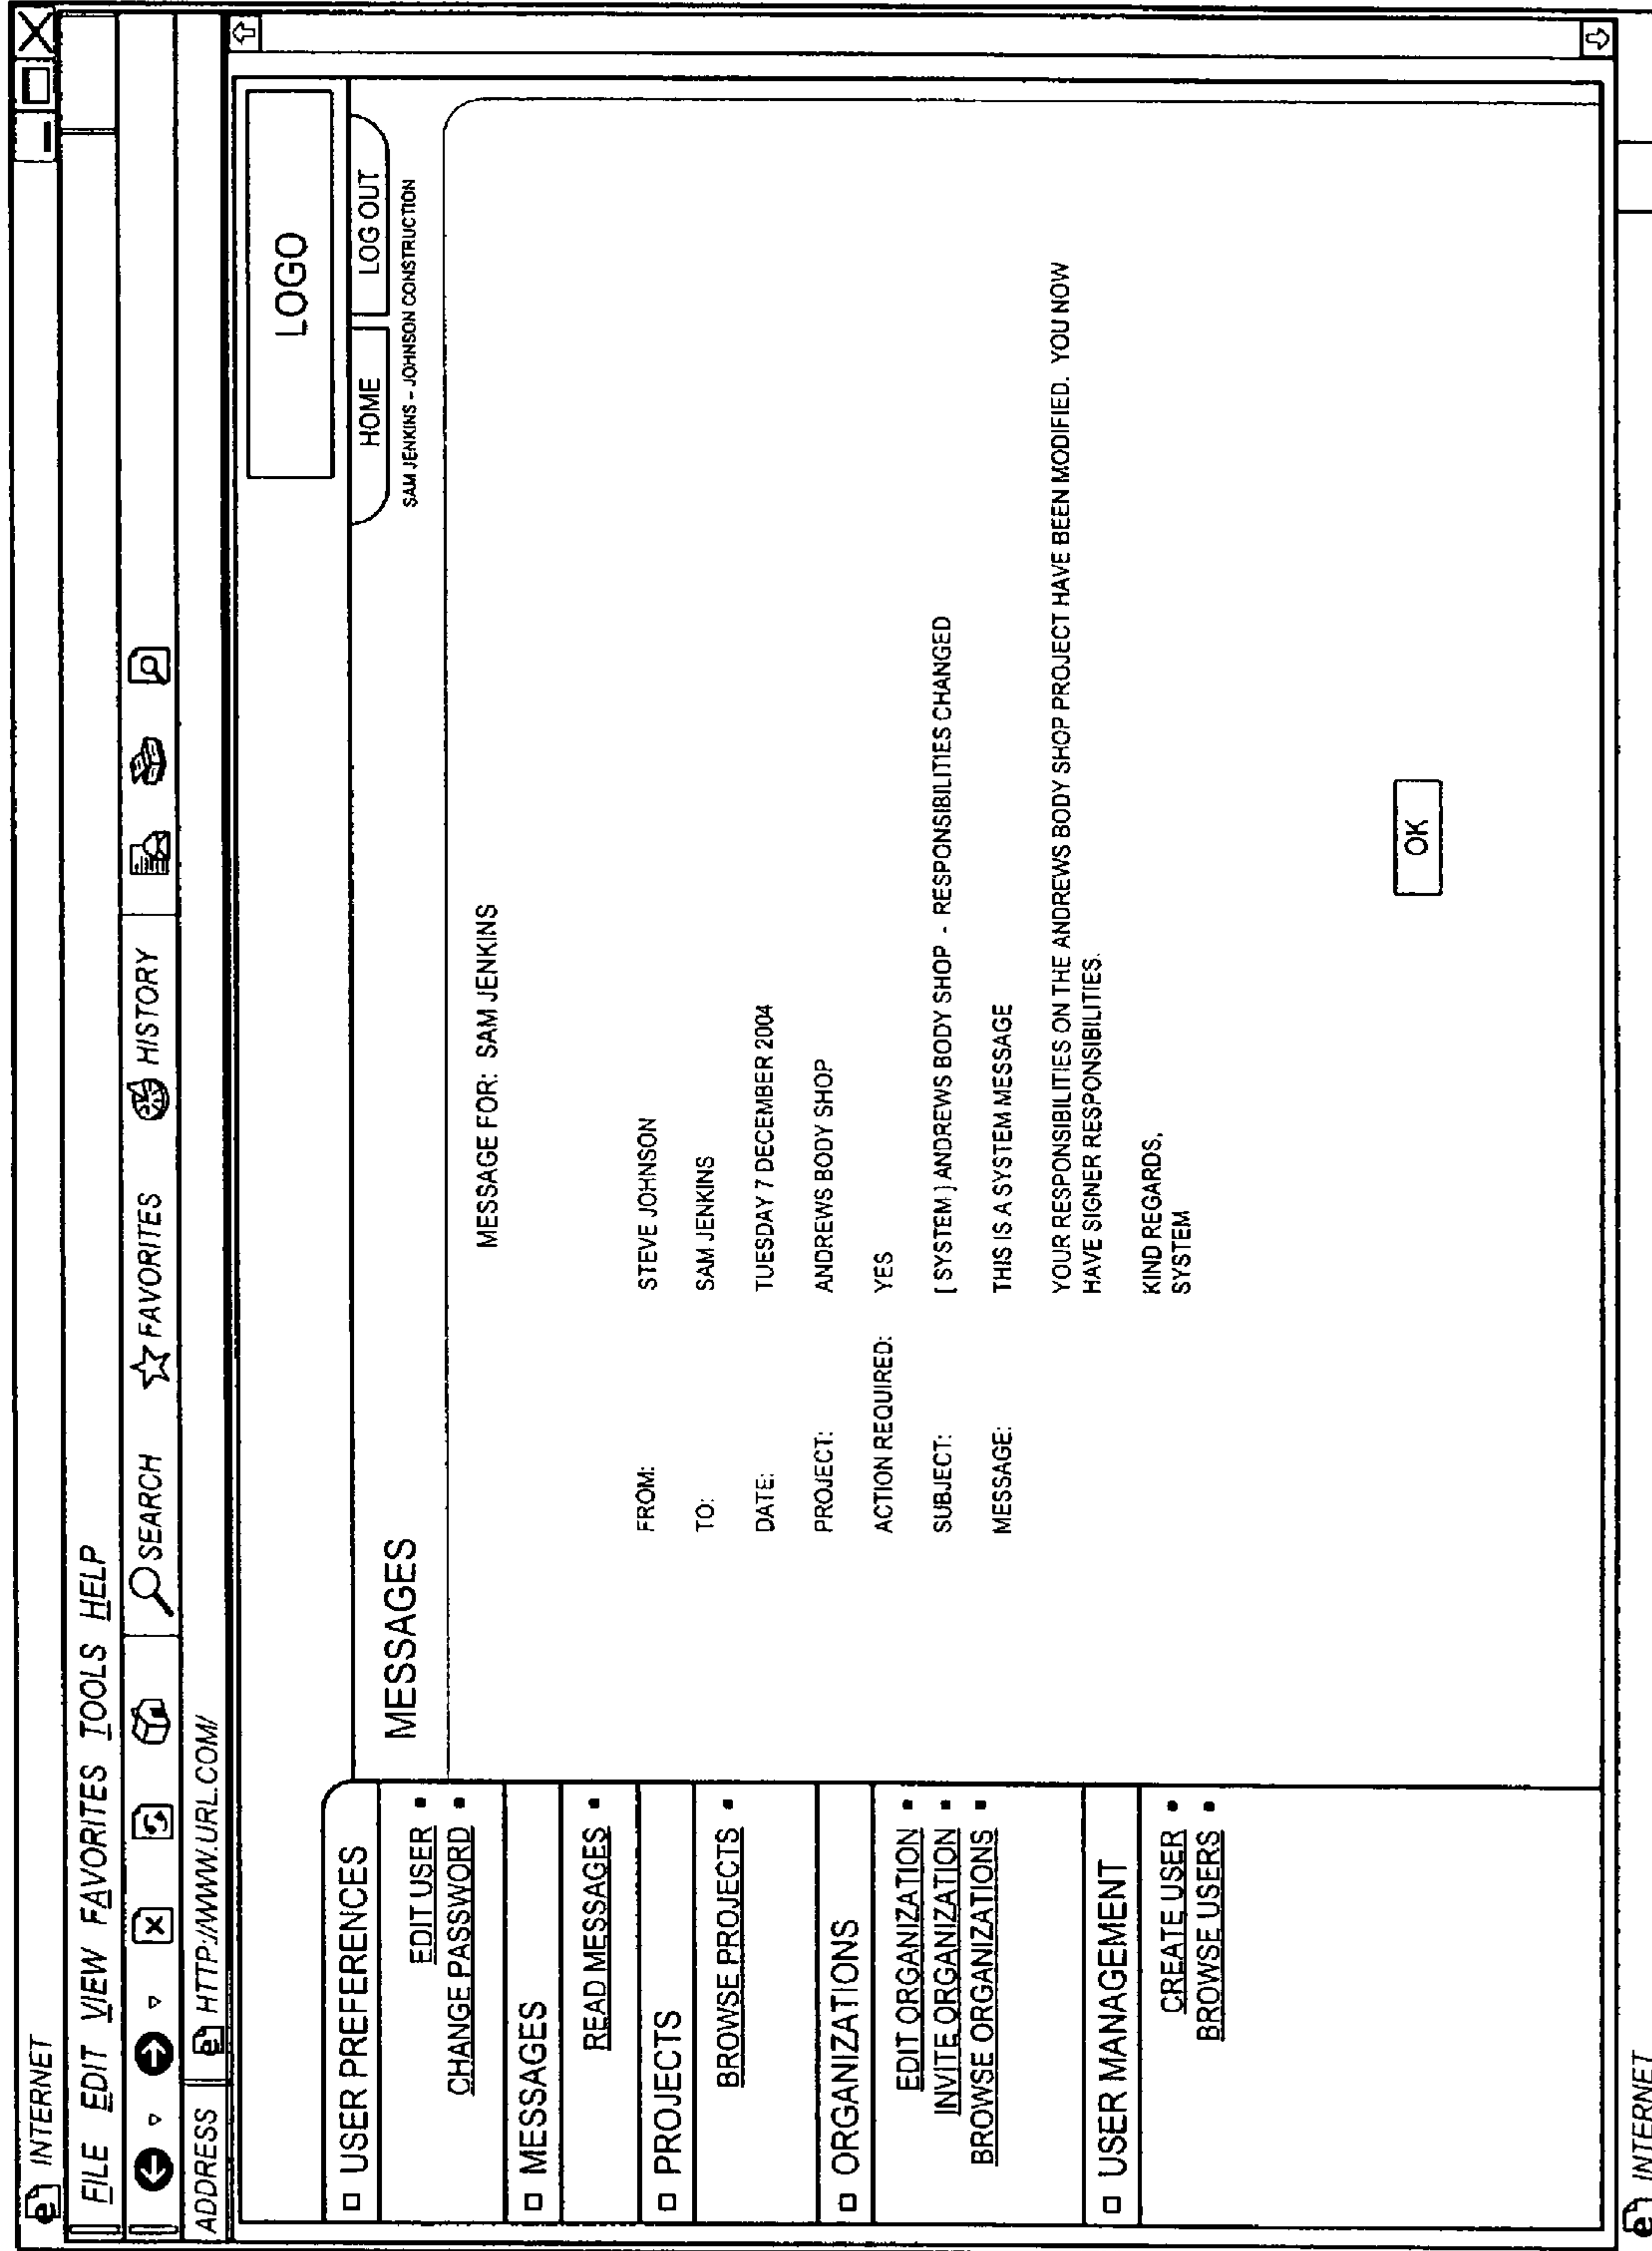 INTERNET
FILE EDIT VIEW FAVORITES TOOLS HELP
SEARCH FAVORITES HISTORY
ADDRESS HTTP://WWW.URL.COM/
LOGO
HOME LOG OUT
SAM JENKINS - JOHNSON CONSTRUCTION
USER PREFERENCES
EDIT USER
CHANGE PASSWORD
MESSAGES
READ MESSAGES
PROJECTS
BROWSE PROJECTS
ORGANIZATIONS
EDIT ORGANIZATION
INVITE ORGANIZATION
BROWSE ORGANIZATIONS
USER MANAGEMENT
CREATE USER
BROWSE USERS
MESSAGES
MESSAGE FOR: SAM JENKINS
FROM: STEVE JOHNSON
TO: SAM JENKINS
DATE: TUESDAY 7 DECEMBER 2004
PROJECT: ANDREWS BODY SHOP
ACTION REQUIRED: YES
SUBJECT: [ SYSTEM ] ANDREWS BODY SHOP - RESPONSIBILITIES CHANGED
MESSAGE: THIS IS A SYSTEM MESSAGE
YOUR RESPONSIBILITIES ON THE ANDREWS BODY SHOP PROJECT HAVE BEEN MODIFIED. YOU NOW
HAVE SIGNER RESPONSIBILITIES.
KIND REGARDS,
SYSTEM
OK
INTERNET